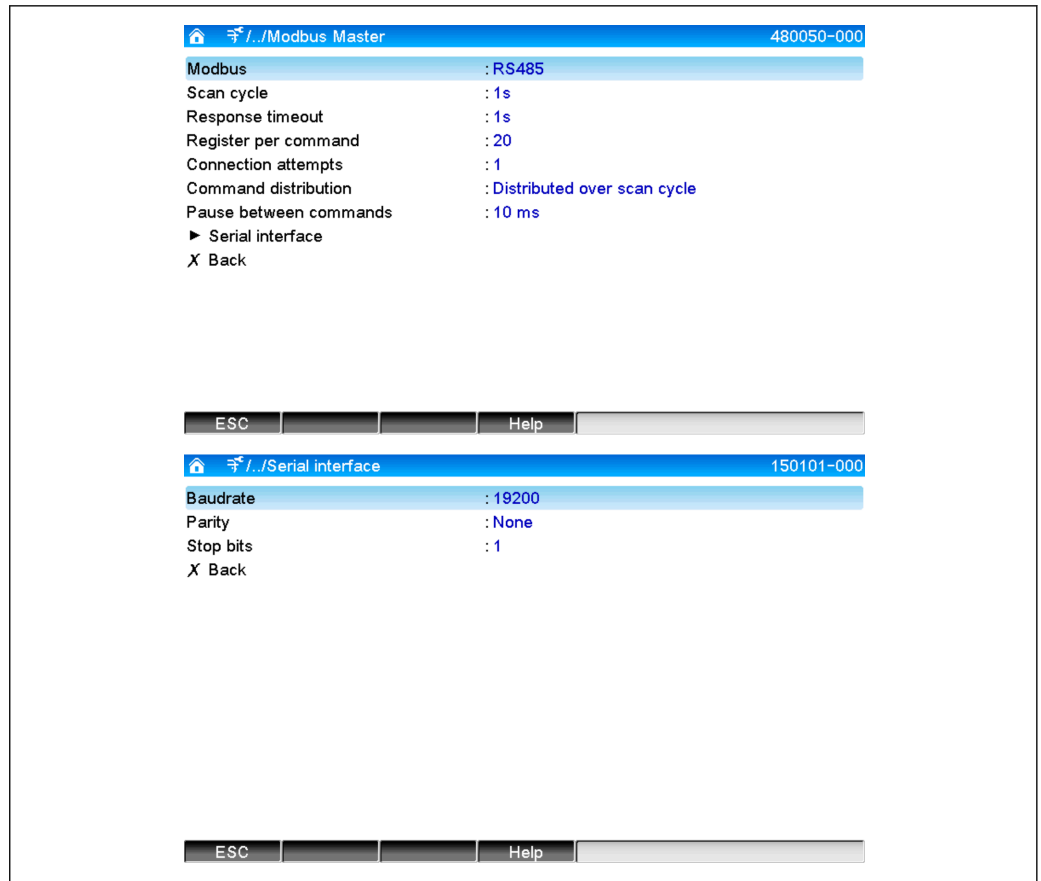 /../Modbus Master 480050-000
Modbus : RS485
Scan cycle : 1s
Response timeout : 1s
Register per command : 20
Connection attempts : 1
Command distribution : Distributed over scan cycle
Pause between commands : 10 ms
► Serial interface
X Back
ESC Help
/../Serial interface 150101-000
Baudrate : 19200
Parity : None
Stop bits : 1
X Back
ESC Help